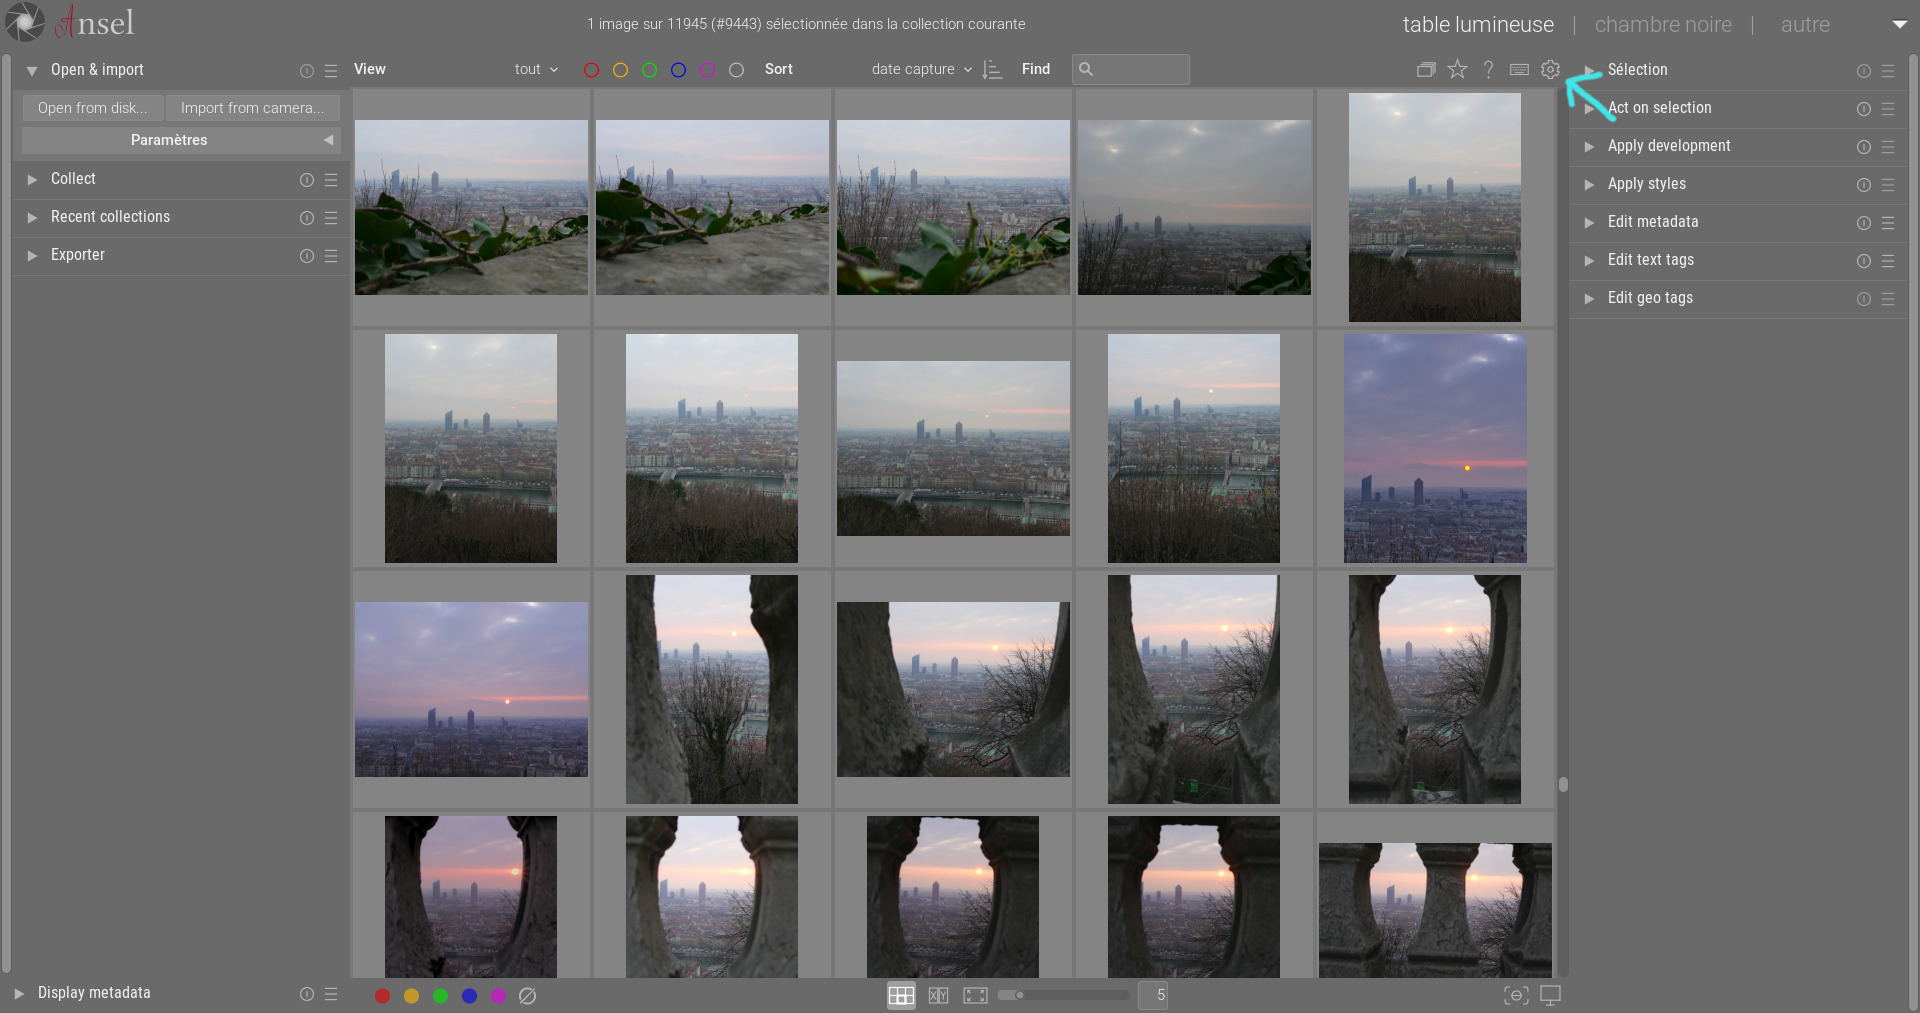 Ansel
1 image sur 11945 (#9443) sélectionnée dans la collection courante
table lumineuse | chambre noire | autre
Open & import
View tout Sort date capture Find
Open from disk... Import from camera...
Paramètres
Collect
Recent collections
Exporter
Sélection
Act on selection
Apply development
Apply styles
Edit metadata
Edit text tags
Edit geo tags
Display metadata
X Y
5